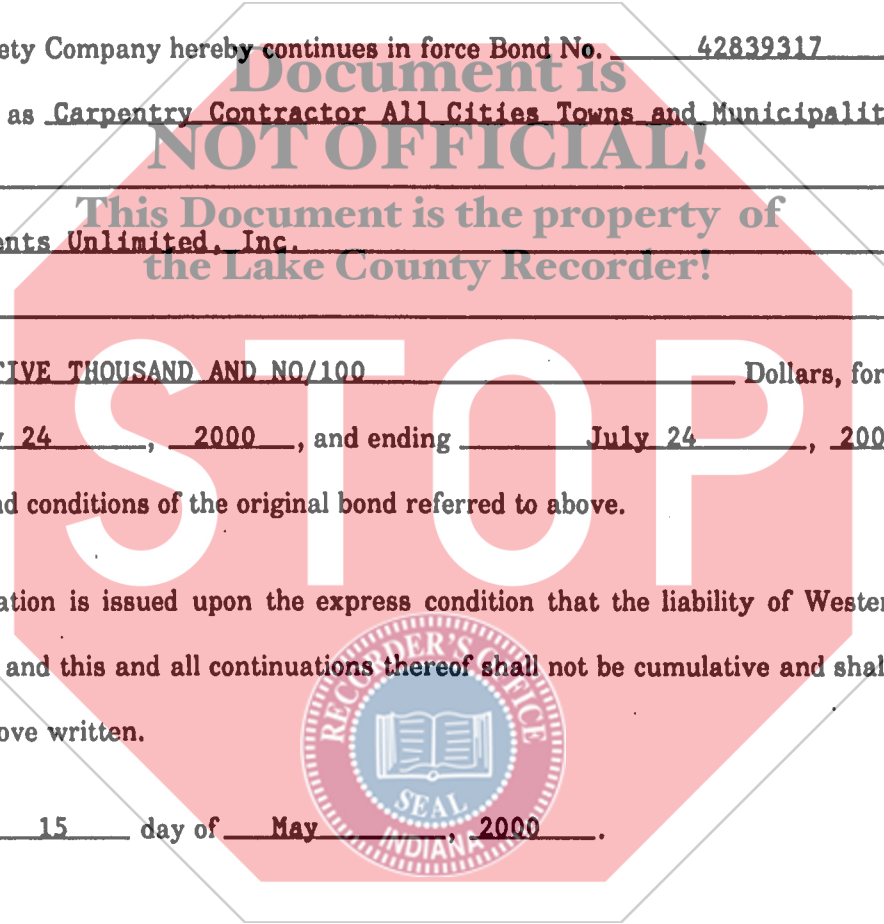 ety Company hereby continues in force Bond No. 42839317
Document is
as Carpentry Contractor All Cities Towns and Municipalit
NOT OFFICIAL!
This Document is the property of
ents Unlimited, Inc.
the Lake County Recorder!
STOP
IVE THOUSAND AND NO/100 Dollars, for
24, 2000, and ending July 24, 200
d conditions of the original bond referred to above.
ation is issued upon the express condition that the liability of Wester
and this and all continuations thereof shall not be cumulative and shal
ove written.
RECORDER'S OFFICE
SEAL
INDIANA
15 day of May, 2000.